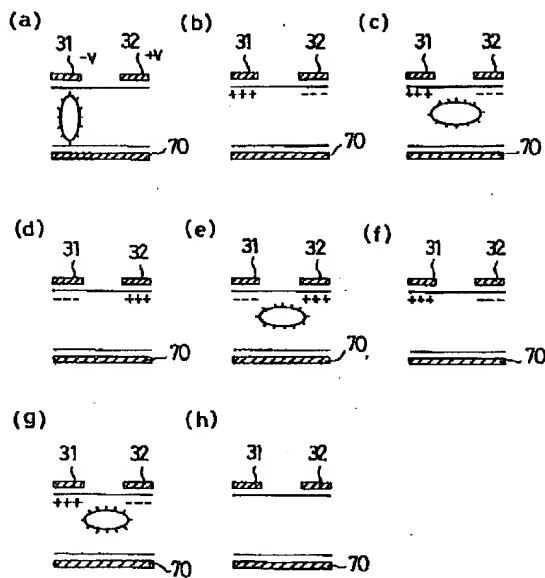 (a) (b) (c)
31 -V 32 +V 31 32 31 32
+++ --- +++ ---
70 70 70
(d) (e) (f)
31 32 31 32 31 32
--- +++ --- +++ +++ ---
70 70 70
(g) (h)
31 32 31 32
+++ ---
70 70